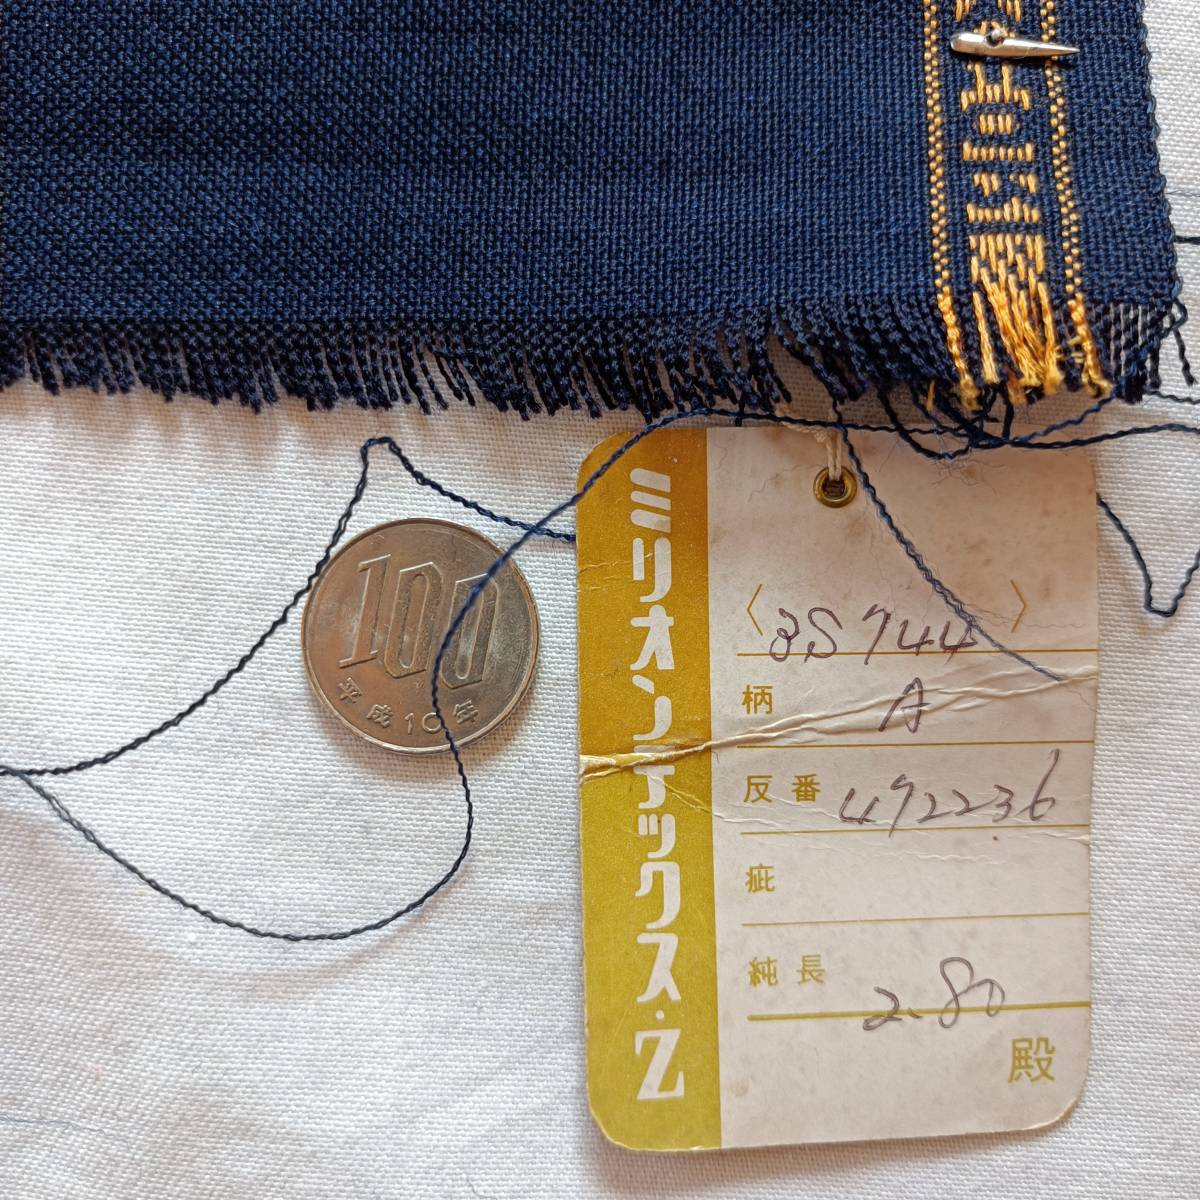 100
平成10年
ミリオンテックス・Z
〈3S744〉
柄 A
反番 492236
疵
純長 2.80
殿